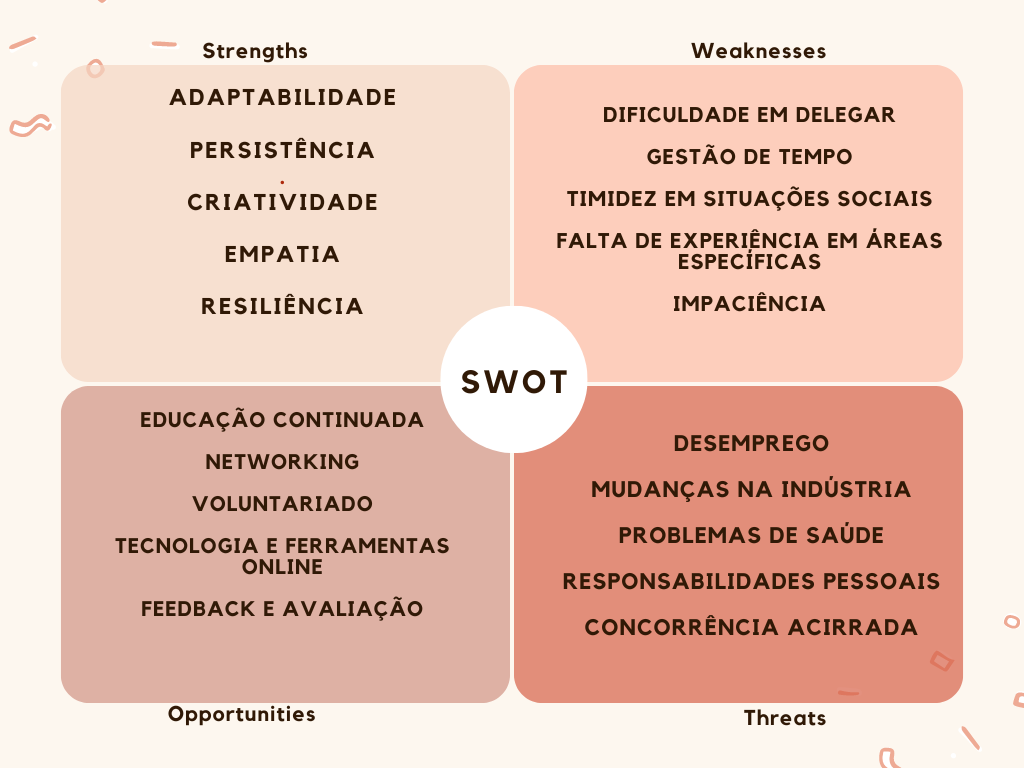 Strengths
ADAPTABILIDADE
PERSISTÊNCIA
CRIATIVIDADE
EMPATIA
RESILIÊNCIA
Weaknesses
DIFICULDADE EM DELEGAR
GESTÃO DE TEMPO
TIMIDEZ EM SITUAÇÕES SOCIAIS
FALTA DE EXPERIÊNCIA EM ÁREAS
ESPECÍFICAS
IMPACIÊNCIA
SWOT
EDUCAÇÃO CONTINUADA
NETWORKING
VOLUNTARIADO
TECNOLOGIA E FERRAMENTAS
ONLINE
FEEDBACK E AVALIAÇÃO
Opportunities
DESEMPREGO
MUDANÇAS NA INDÚSTRIA
PROBLEMAS DE SAÚDE
RESPONSABILIDADES PESSOAIS
CONCORRÊNCIA ACIRRADA
Threats